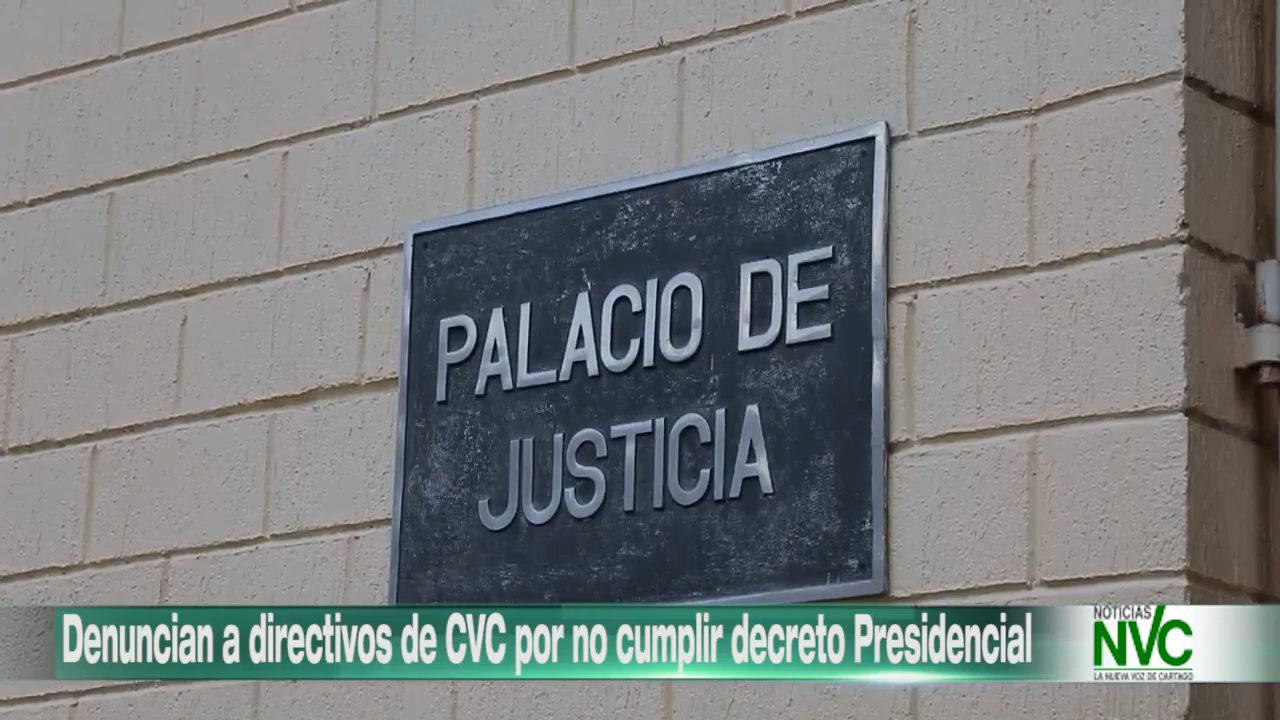 PALACIO DE
JUSTICIA
Denuncian a directivos de CVC por no cumplir decreto Presidencial
NOTICIAS
NVC
LA NUEVA VOZ DE CARTAGO